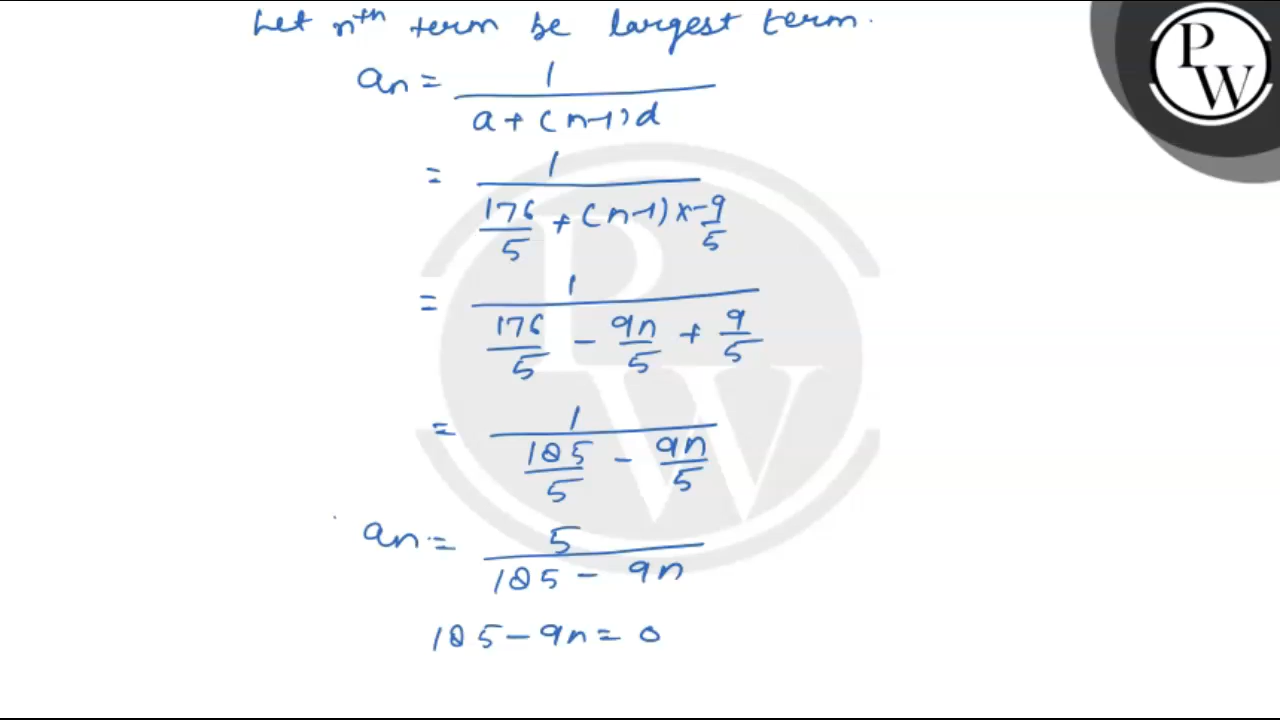 Let nth term be largest term.
PW
an = 1/(a + (n-1)d)
= 1/(176/5 + (n-1) x -9/5)
= 1/(176/5 - 9n/5 + 9/5)
= 1/(185/5 - 9n/5)
an = 5/(185 - 9n)
185 - 9n = 0